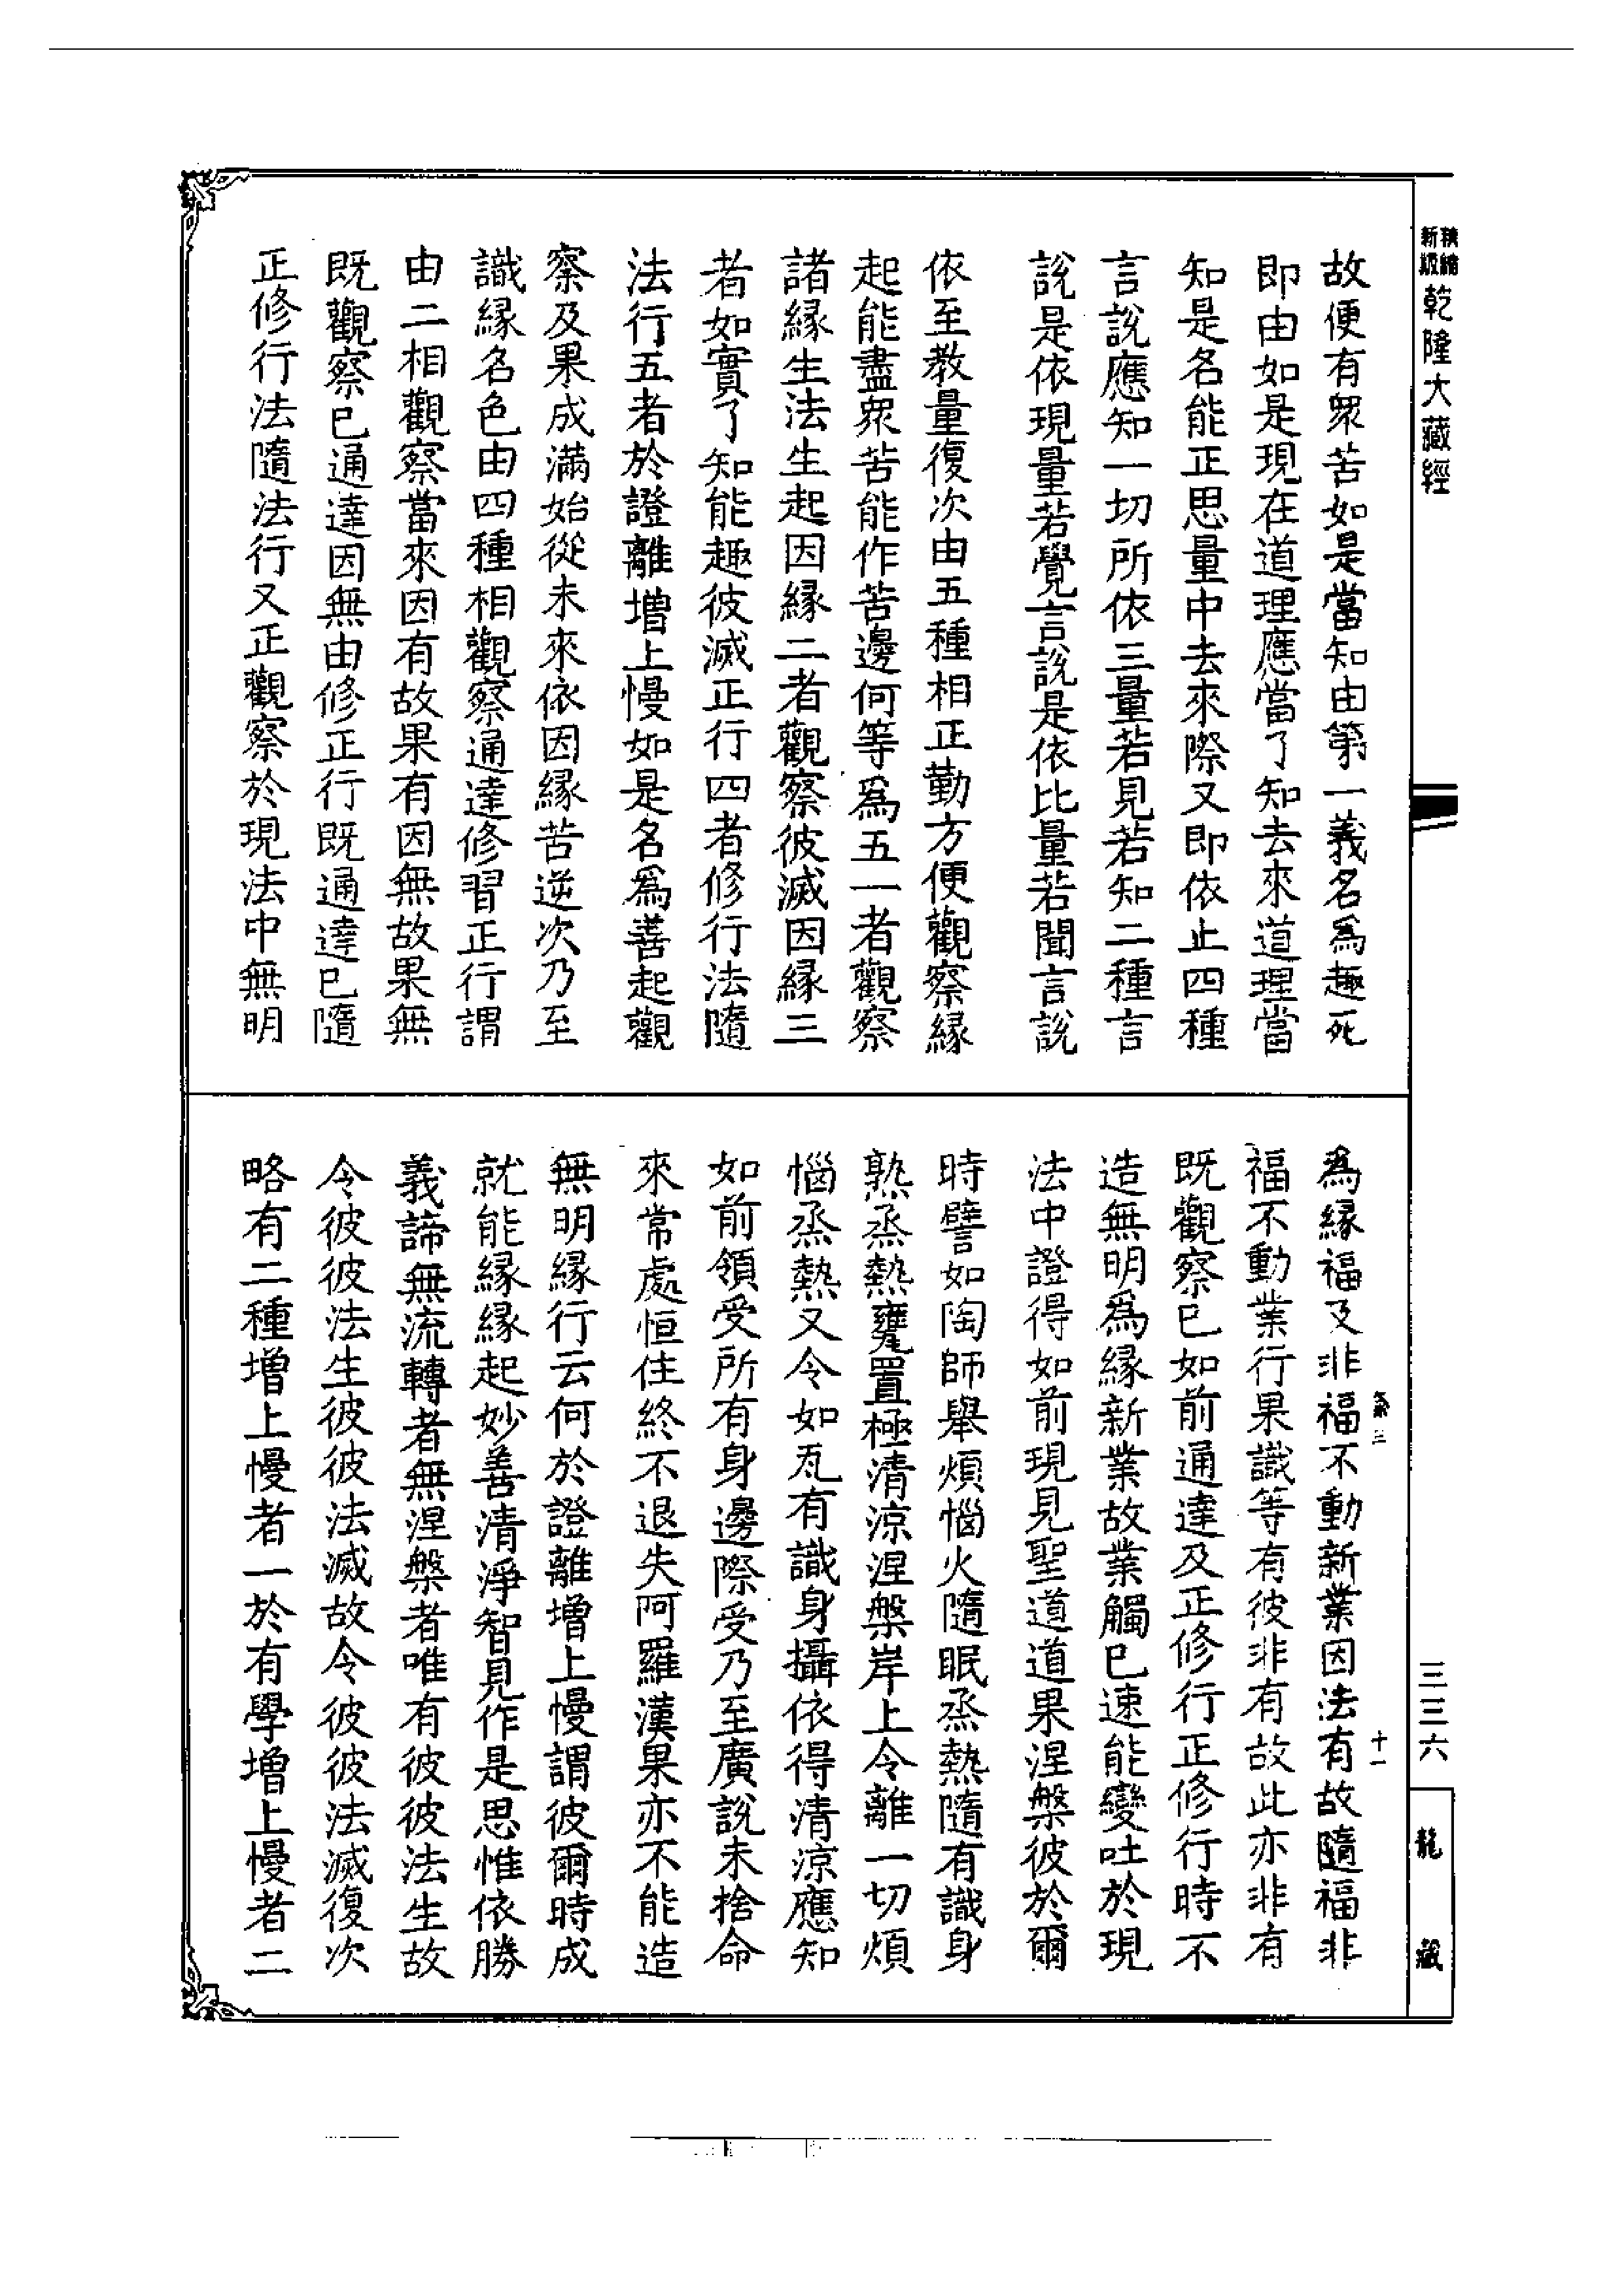 精縮新版乾隆大藏經
故便有眾苦如是當知由第一義名爲趣死
即由如是現在道理應當了知去來道理當
知是名能正思量中去來際又即依止四種
言說應知一切所依三量若見若知二種言
說是依現量若覺言說是依比量若聞言說
依至教量復次由五種相正勤方便觀察緣
起能盡眾苦能作苦邊何等爲五一者觀察
諸緣生法生起因緣二者觀察彼滅因緣三
者如實了知能趣彼滅正行四者修行法隨
法行五者於證離增上慢如是名爲善起觀
察及果成滿始從未來依因緣苦逆次乃至
識緣名色由四種相觀察通達修習正行謂
由二相觀察當來因有故果有因無故果無
既觀察已通達因無由修正行既通達已隨
正修行法隨法行又正觀察於現法中無明
爲緣福及非福不動新業因法有故隨福非
福不動業行果識等有彼非有故此亦非有
既觀察已如前通達及正修行正修行時不
造無明爲緣新業故業觸已速能變吐於現
法中證得如前現見聖道道果涅槃彼於爾
時譬如陶師舉煩惱火隨眠烝熱隨有識身
熟烝熱甕置極清涼涅槃岸上令離一切煩
惱烝熱又令如瓦有識身攝依得清涼應知
如前領受所有身邊際受乃至廣說未捨命
來常處恒住終不退失阿羅漢果亦不能造
無明緣行云何於證離增上慢謂彼爾時成
就能緣緣起妙善清淨智見作是思惟依勝
義諦無流轉者無涅槃者唯有彼彼法生故
令彼彼法生彼彼法滅故令彼彼法滅復次
略有二種增上慢者一於有學增上慢者二
三三六
十一
龍藏